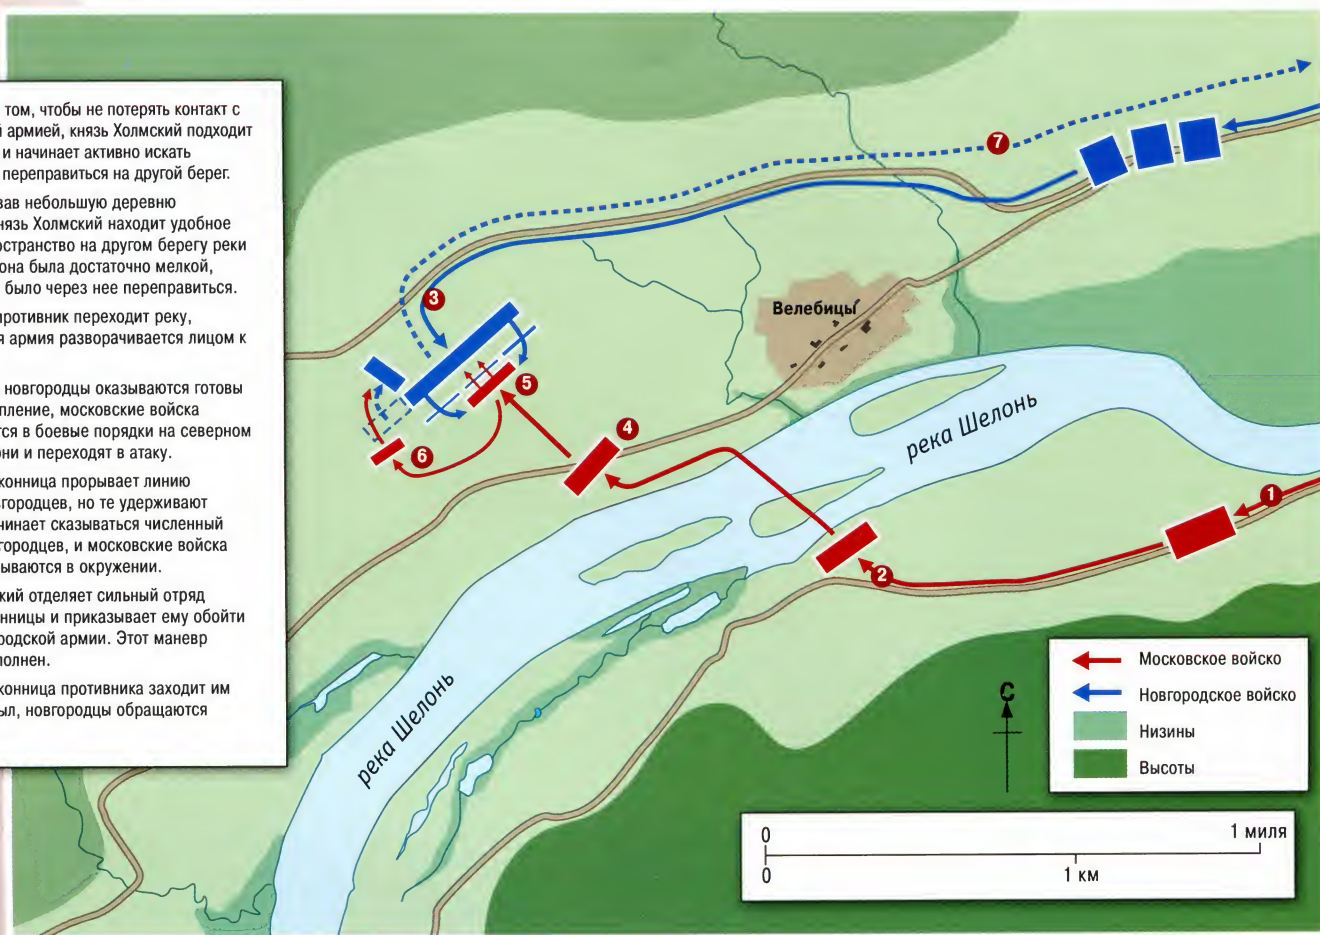 том, чтобы не потерять контакт с
й армией, князь Холмский подходит
и начинает активно искать
переправиться на другой берег.
вав небольшую деревню
нязь Холмский находит удобное
остранство на другом берегу реки
она была достаточно мелкой,
было через нее переправиться.
противник переходит реку,
я армия разворачивается лицом к
новгородцы оказываются готовы
пление, московские войска
тся в боевые порядки на северном
они и переходят в атаку.
конница прорывает линию
вгородцев, но те удерживают
чинает сказываться численный
городцев, и московские войска
зываются в окружении.
ский отделяет сильный отряд
нницы и приказывает ему обойти
родской армии. Этот маневр
полнен.
конница противника заходит им
ыл, новгородцы обращаются
7
3
Велебицы
5
4
6
река Шелонь
1
2
река Шелонь
С
Московское войско
Новгородское войско
Низины
Высоты
0 1 миля
0 1 км